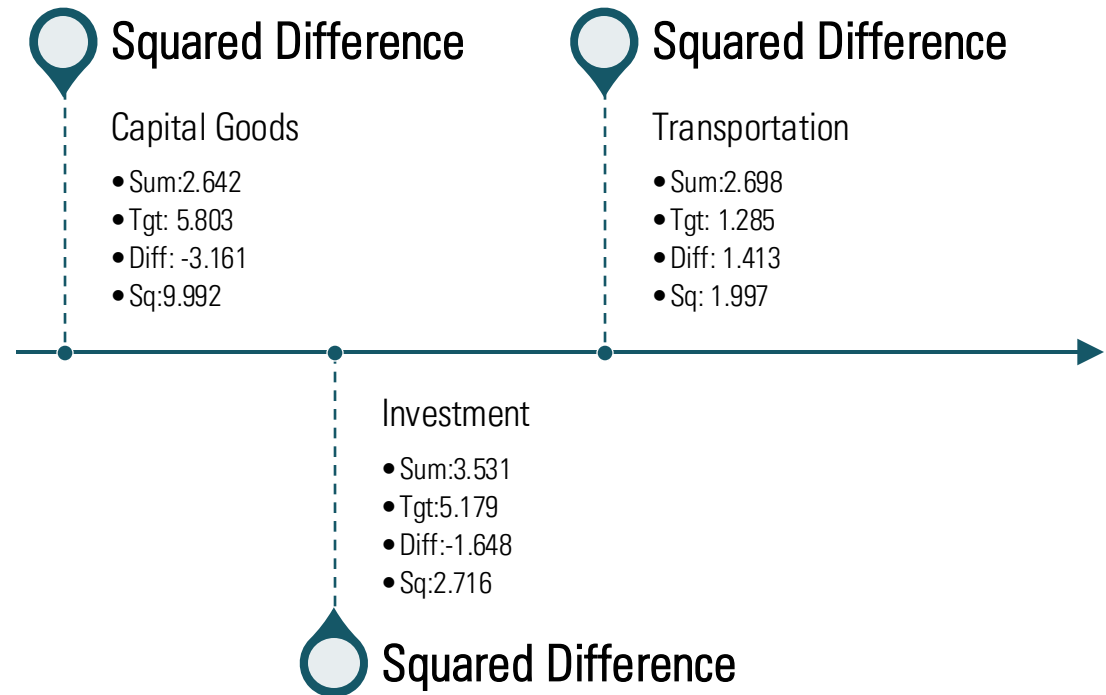 Squared Difference
Capital Goods
• Sum:2.642
• Tgt: 5.803
• Diff: -3.161
• Sq:9.992
Squared Difference
Transportation
• Sum:2.698
• Tgt: 1.285
• Diff: 1.413
• Sq: 1.997
Investment
• Sum:3.531
• Tgt:5.179
• Diff:-1.648
• Sq:2.716
Squared Difference